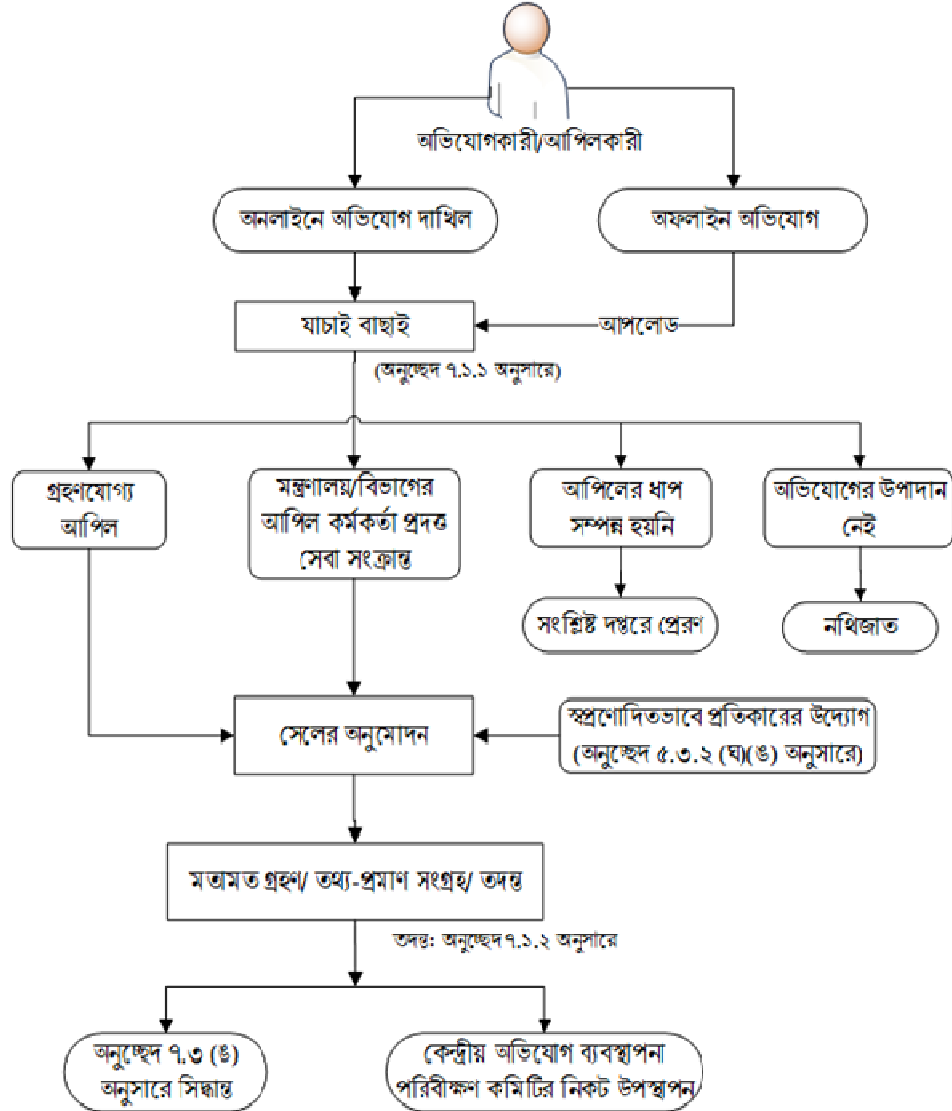 অভিযোগকারী/আপিলকারী
অনলাইনে অভিযোগ দাখিল
অফলাইন অভিযোগ
যাচাই বাছাই
আপলোড
(অনুচ্ছেদ ৭.১.১ অনুসারে)
গ্রহণযোগ্য
আপিল
মন্ত্রণালয়/বিভাগের
আপিল কর্মকর্তা প্রদত্ত
সেবা সংক্রান্ত
আপিলের ধাপ
সম্পন্ন হয়নি
অভিযোগের উপাদান
নেই
সংশ্লিষ্ট দপ্তরে প্রেরণ
নথিজাত
সেলের অনুমোদন
স্বপ্রণোদিতভাবে প্রতিকারের উদ্যোগ
(অনুচ্ছেদ ৫.৩.২ (ঘ)(ঙ) অনুসারে)
মতামত গ্রহণ/ তথ্য-প্রমাণ সংগ্রহ/ তদন্ত
তদন্ত: অনুচ্ছেদ ৭.১.২ অনুসারে
অনুচ্ছেদ ৭.৩ (ঙ)
অনুসারে সিদ্ধান্ত
কেন্দ্রীয় অভিযোগ ব্যবস্থাপনা
পরিবীক্ষণ কমিটির নিকট উপস্থাপন